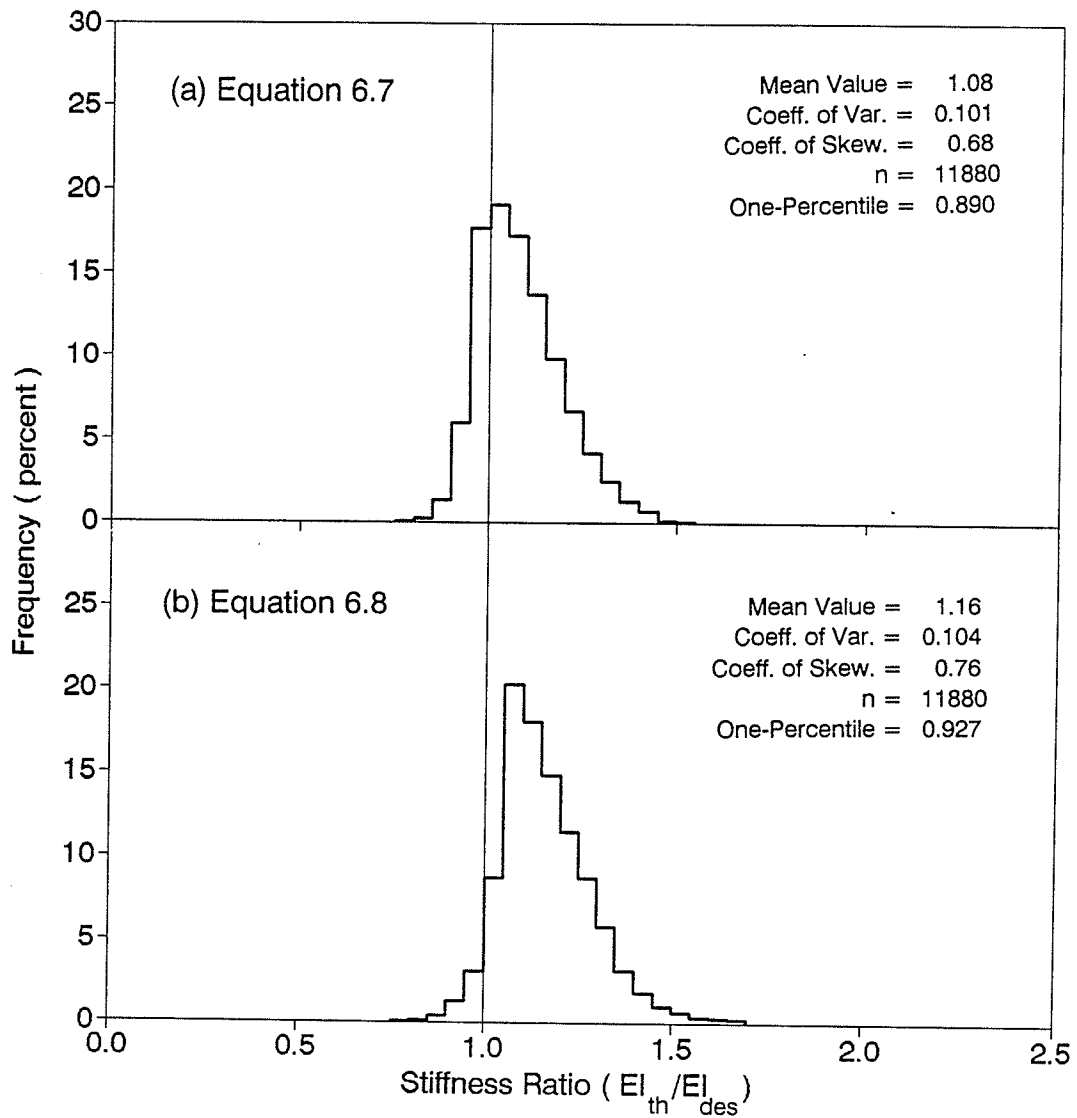 30
25
20
15
10
5
0
(a) Equation 6.7
Mean Value = 1.08
Coeff. of Var. = 0.101
Coeff. of Skew. = 0.68
n = 11880
One-Percentile = 0.890
Frequency ( percent )
25
20
15
10
5
0
(b) Equation 6.8
Mean Value = 1.16
Coeff. of Var. = 0.104
Coeff. of Skew. = 0.76
n = 11880
One-Percentile = 0.927
0.0 0.5 1.0 1.5 2.0 2.5
Stiffness Ratio ( EI_th/EI_des )